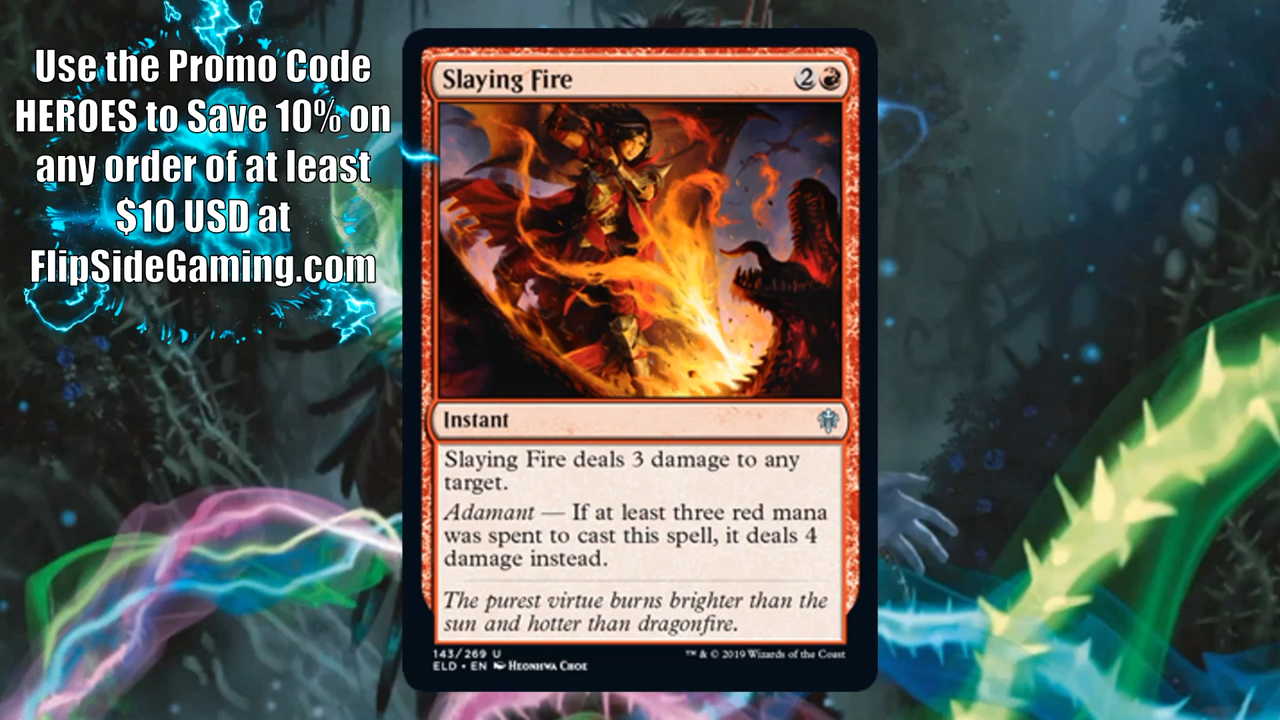 Use the Promo Code
HEROES to Save 10% on
any order of at least
$10 USD at
FlipSideGaming.com
Slaying Fire
2
Instant
Slaying Fire deals 3 damage to any
target.
Adamant — If at least three red mana
was spent to cast this spell, it deals 4
damage instead.
The purest virtue burns brighter than the
sun and hotter than dragonfire.
143/269 U
ELD • EN Heonhwa Choe
™ & © 2019 Wizards of the Coast